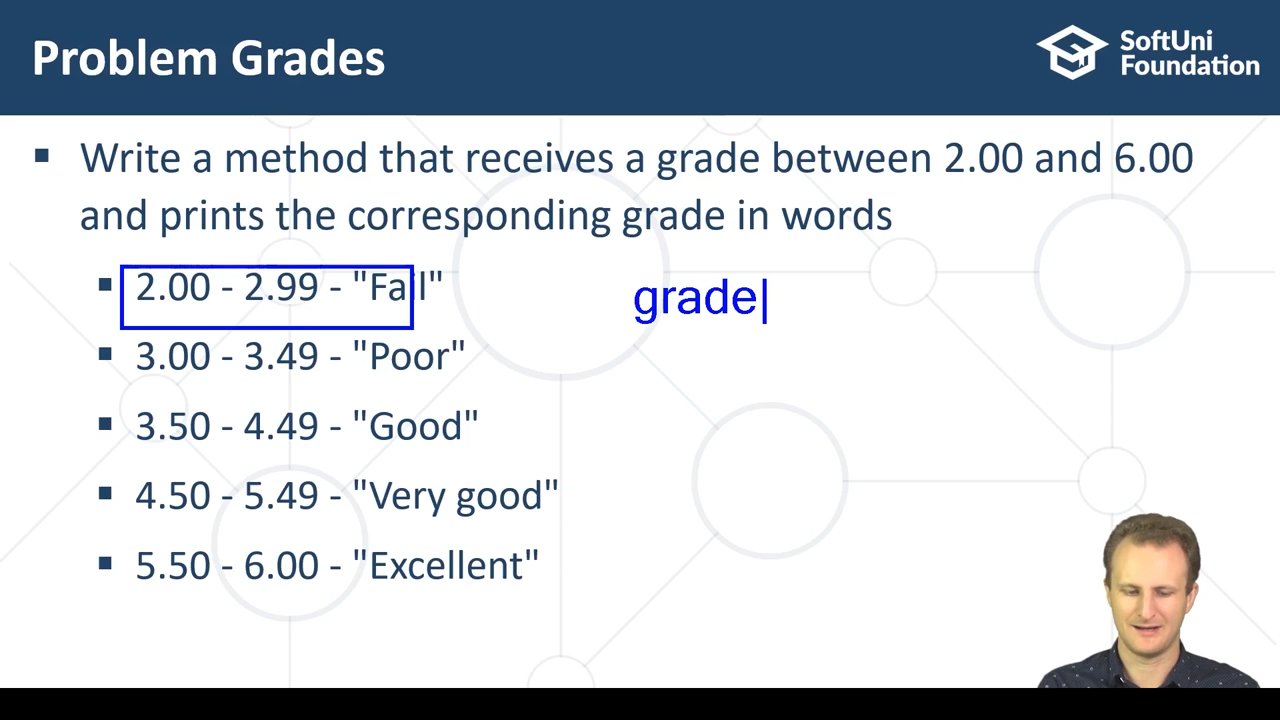 Problem Grades
SoftUni
Foundation
Write a method that receives a grade between 2.00 and 6.00
and prints the corresponding grade in words
2.00 - 2.99 - "Fail"
grade
3.00 - 3.49 - "Poor"
3.50 - 4.49 - "Good"
4.50 - 5.49 - "Very good"
5.50 - 6.00 - "Excellent"